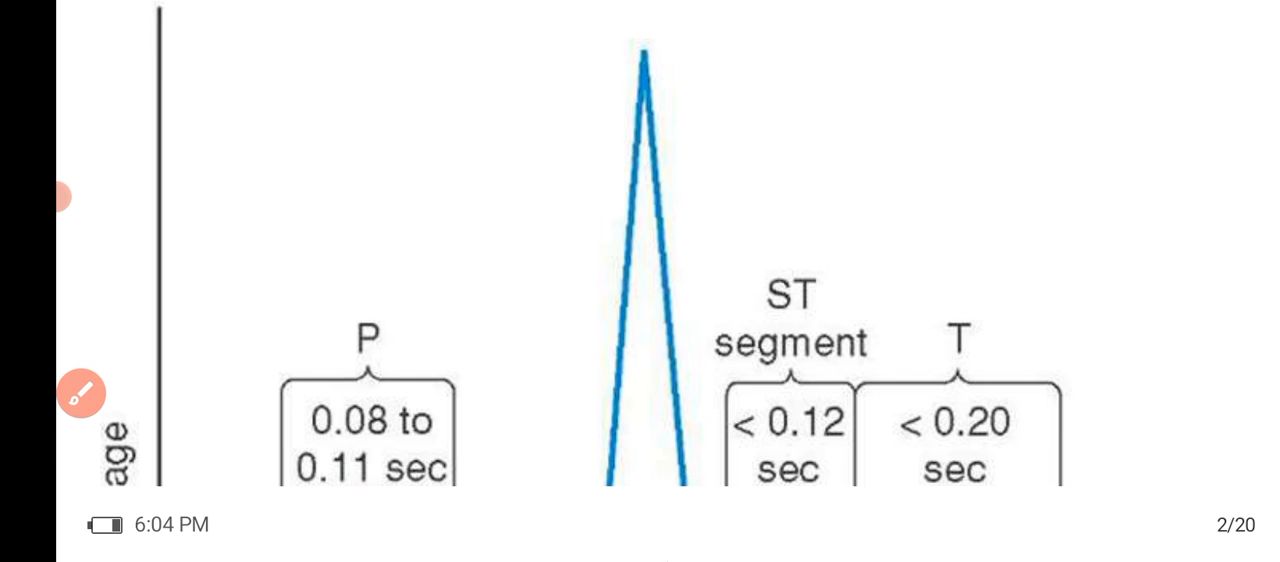 ST
P
segment
T
0.08 to
0.11 sec
< 0.12
sec
< 0.20
sec
age
6:04 PM
2/20